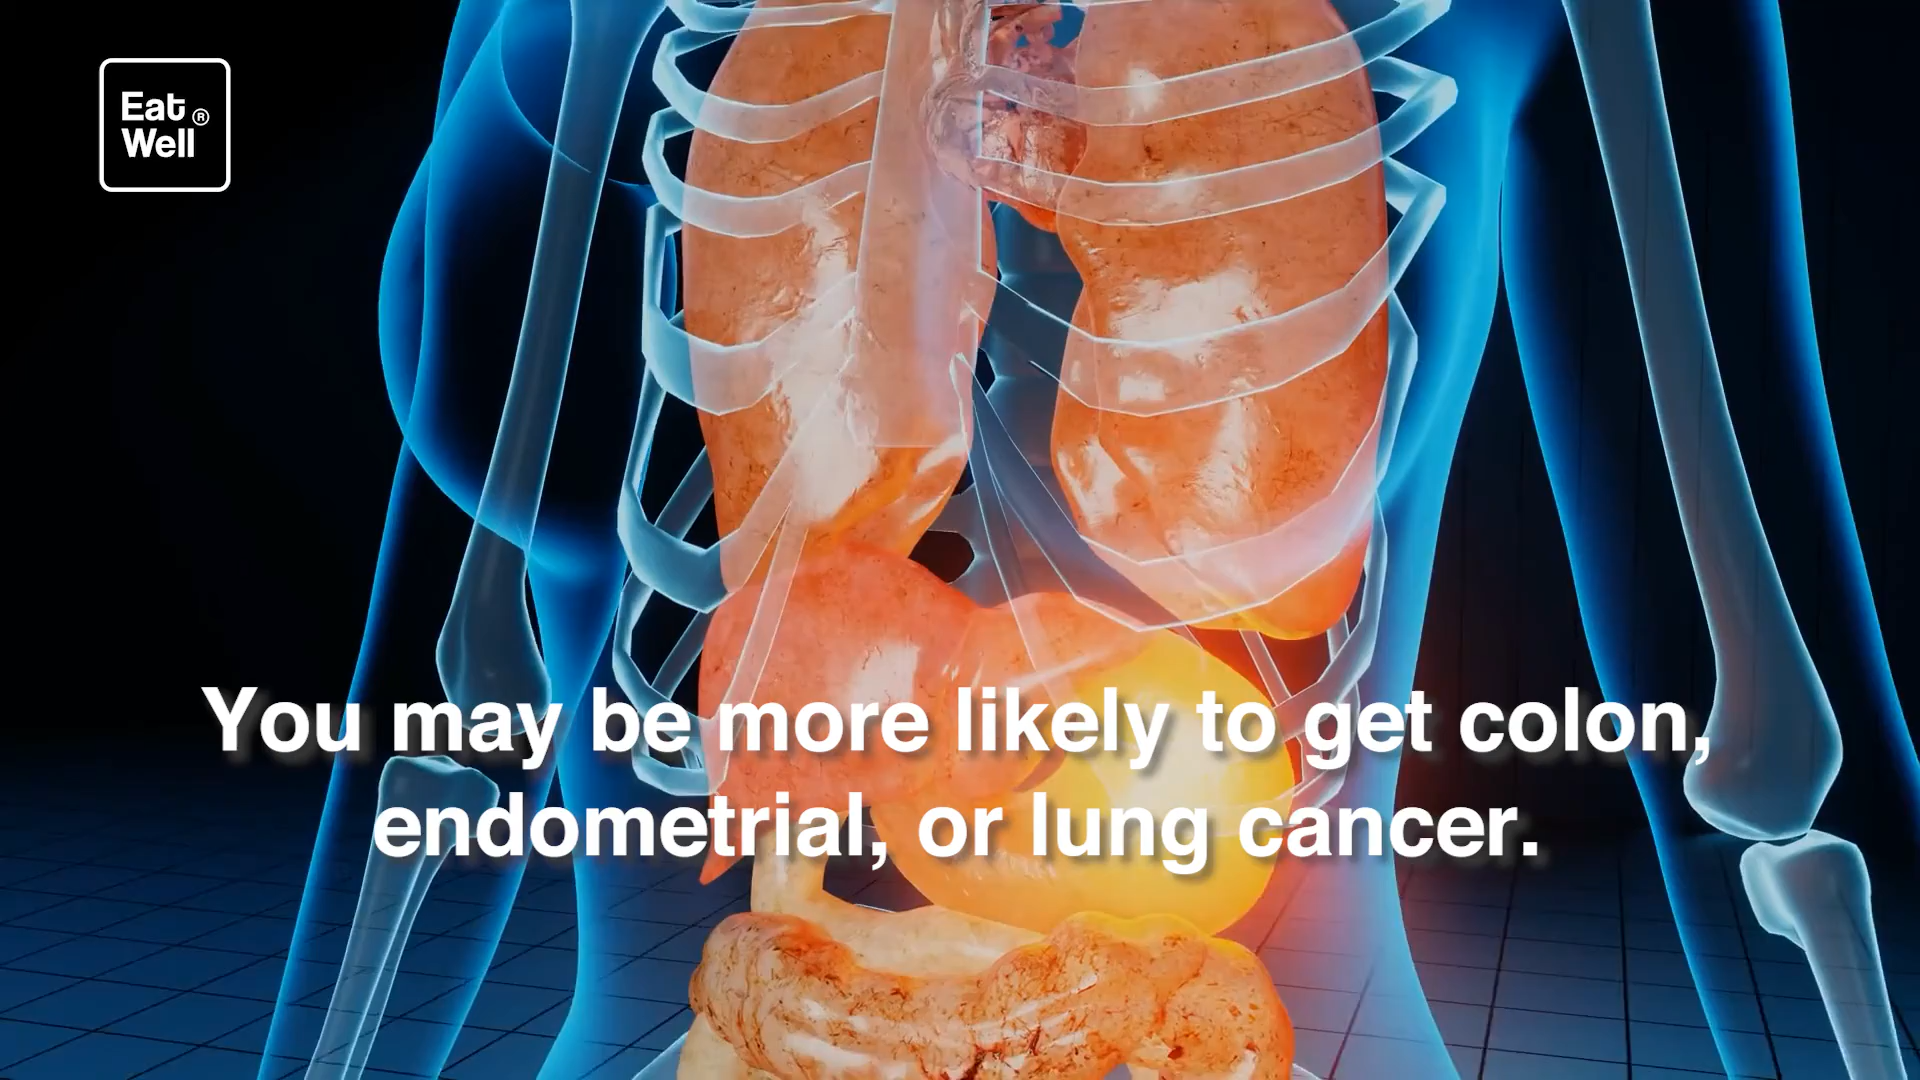 Eat
Well ®
You may be more likely to get colon,
endometrial, or lung cancer.